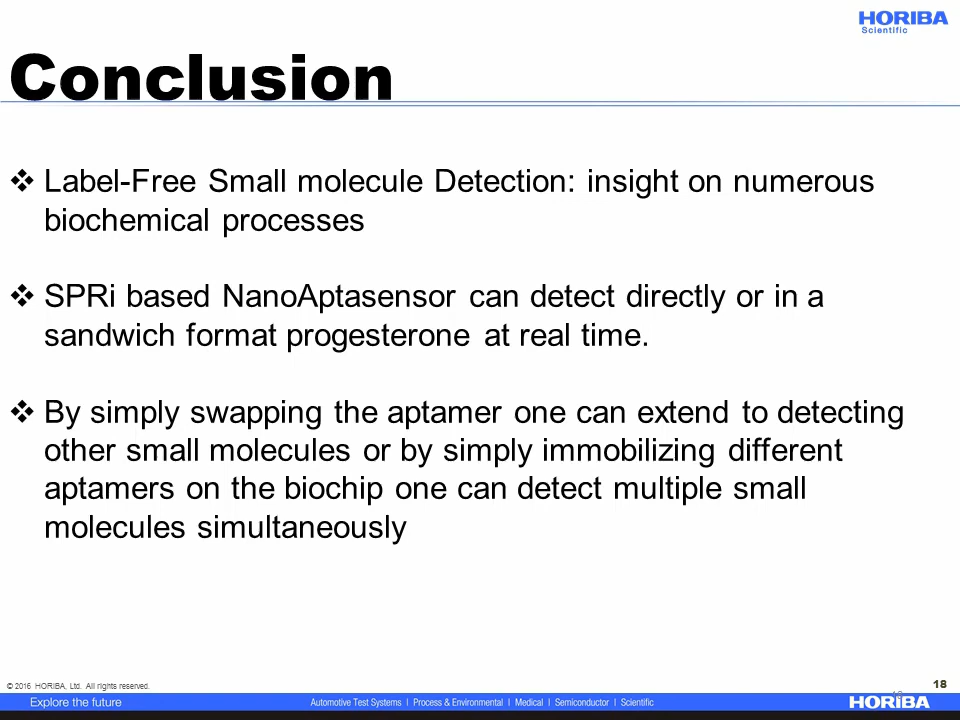 HORIBA
Scientific
Conclusion
❖ Label-Free Small molecule Detection: insight on numerous
biochemical processes
❖ SPRi based NanoAptasensor can detect directly or in a
sandwich format progesterone at real time.
❖ By simply swapping the aptamer one can extend to detecting
other small molecules or by simply immobilizing different
aptamers on the biochip one can detect multiple small
molecules simultaneously
© 2016 HORIBA, Ltd. All rights reserved.
18
Explore the future
Automotive Test Systems | Process & Environmental | Medical | Semiconductor | Scientific
HORIBA